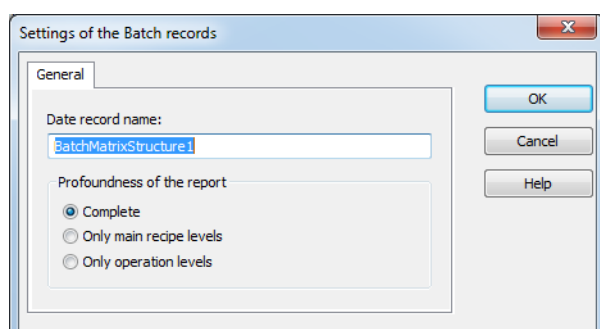 Settings of the Batch records
General
OK
Date record name:
BatchMatrixStructure1
Cancel
Profoundness of the report
Help
Complete
Only main recipe levels
Only operation levels